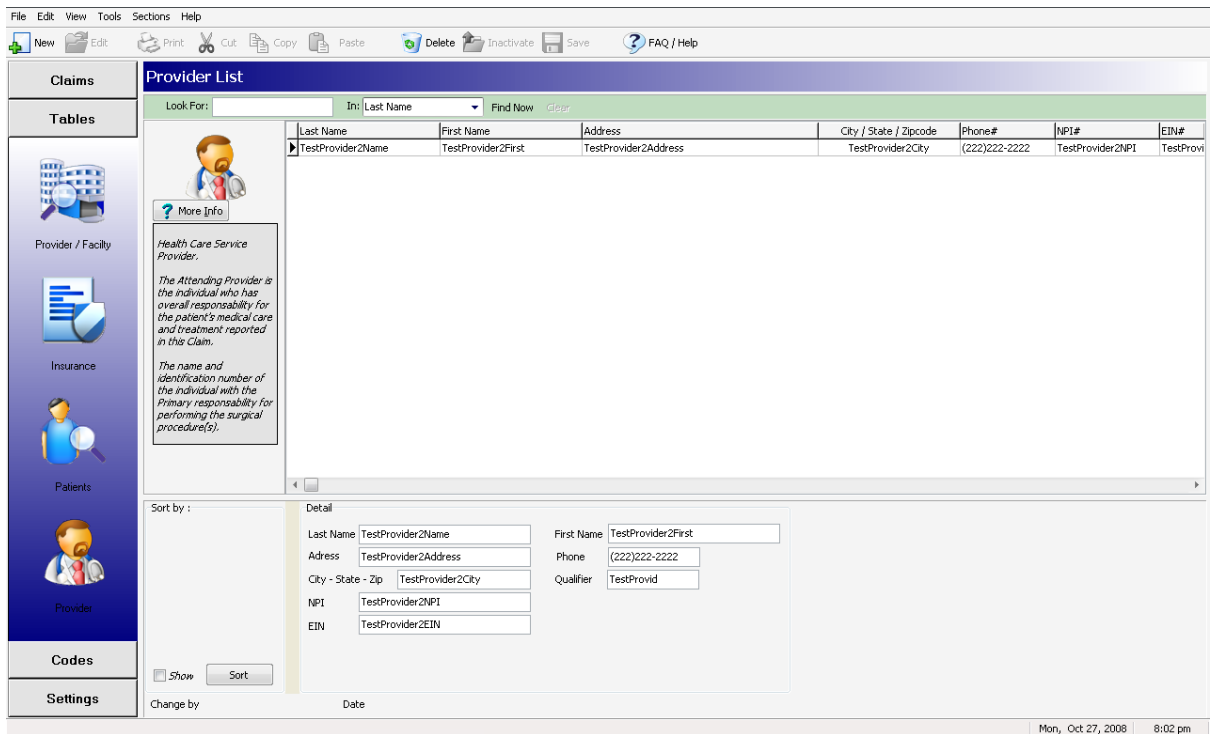 File Edit View Tools Sections Help
New Edit Print Cut Copy Paste Delete Inactivate Save FAQ / Help
Claims
Tables
Provider / Facilty
Insurance
Patients
Provider
Codes
Settings
Provider List
Look For: In: Last Name Find Now Clear
More Info
Health Care Service
Provider.
The Attending Provider is
the individual who has
overall responsability for
the patient's medical care
and treatment reported
in this Claim.
The name and
identification number of
the individual with the
Primary responsability for
performing the surgical
procedure(s).
Last Name First Name Address City / State / Zipcode Phone# NPI# EIN#
TestProvider2Name TestProvider2First TestProvider2Address TestProvider2City (222)222-2222 TestProvider2NPI TestProvi
Sort by :
Show Sort
Detail
Last Name TestProvider2Name First Name TestProvider2First
Adress TestProvider2Address Phone (222)222-2222
City - State - Zip TestProvider2City Qualifier TestProvid
NPI TestProvider2NPI
EIN TestProvider2EIN
Change by Date
Mon, Oct 27, 2008 8:02 pm